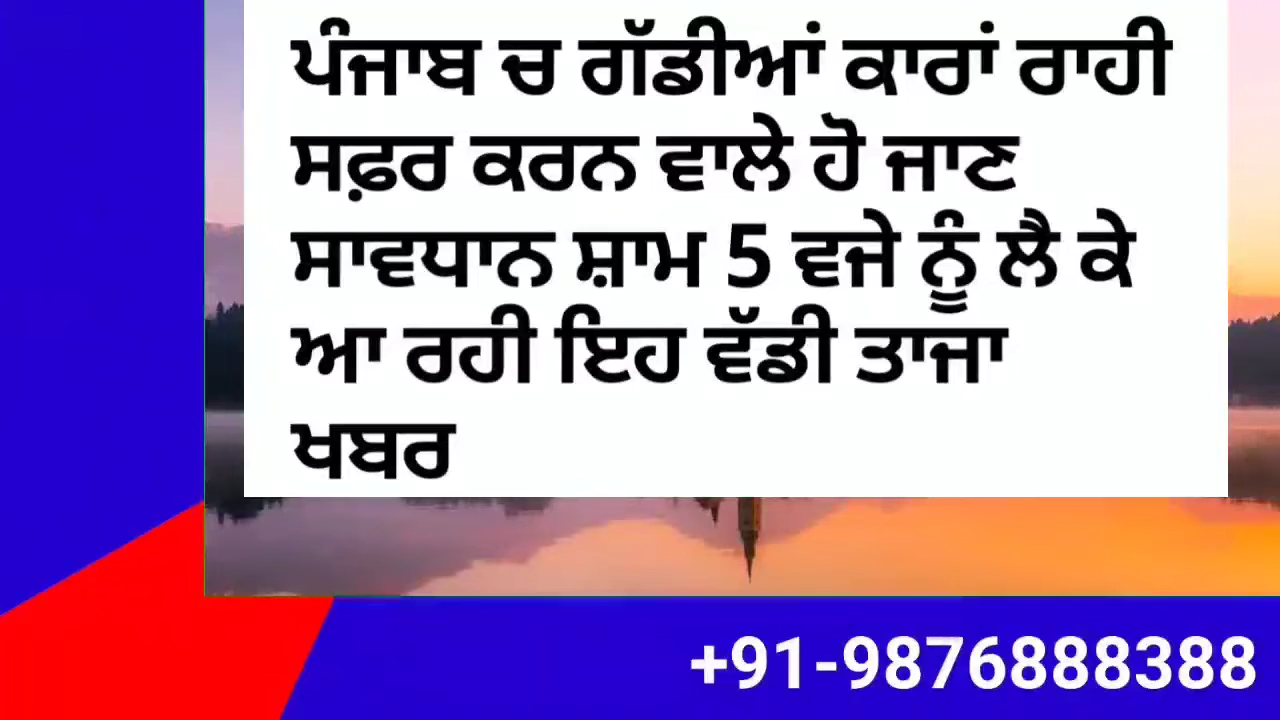 ਪੰਜਾਬ ਚ ਗੱਡੀਆਂ ਕਾਰਾਂ ਰਾਹੀ
ਸਫ਼ਰ ਕਰਨ ਵਾਲੇ ਹੋ ਜਾਣ
ਸਾਵਧਾਨ ਸ਼ਾਮ 5 ਵਜੇ ਨੂੰ ਲੈ ਕੇ
ਆ ਰਹੀ ਇਹ ਵੱਡੀ ਤਾਜਾ
ਖਬਰ
+91-9876888388